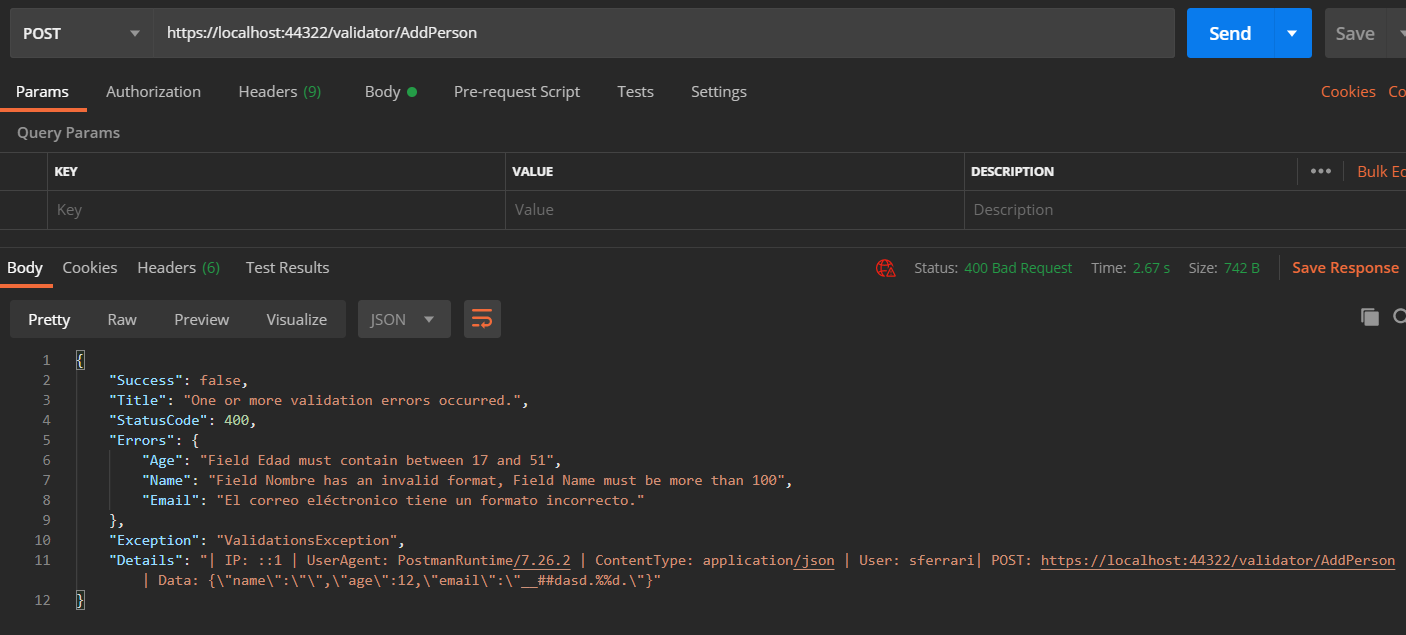 POST https://localhost:44322/validator/AddPerson Send Save
Params Authorization Headers (9) Body Pre-request Script Tests Settings Cookies Co
Query Params
KEY VALUE DESCRIPTION ••• Bulk Ed
Key Value Description
Body Cookies Headers (6) Test Results Status: 400 Bad Request Time: 2.67 s Size: 742 B Save Response
Pretty Raw Preview Visualize JSON
1 {
2 "Success": false,
3 "Title": "One or more validation errors occurred.",
4 "StatusCode": 400,
5 "Errors": {
6 "Age": "Field Edad must contain between 17 and 51",
7 "Name": "Field Nombre has an invalid format, Field Name must be more than 100",
8 "Email": "El correo eléctronico tiene un formato incorrecto."
9 },
10 "Exception": "ValidationsException",
11 "Details": "| IP: ::1 | UserAgent: PostmanRuntime/7.26.2 | ContentType: application/json | User: sferrari| POST: https://localhost:44322/validator/AddPerson
| Data: {\"name\":\"\",\"age\":12,\"email\":\"__##dasd.%%d.\"}"
12 }